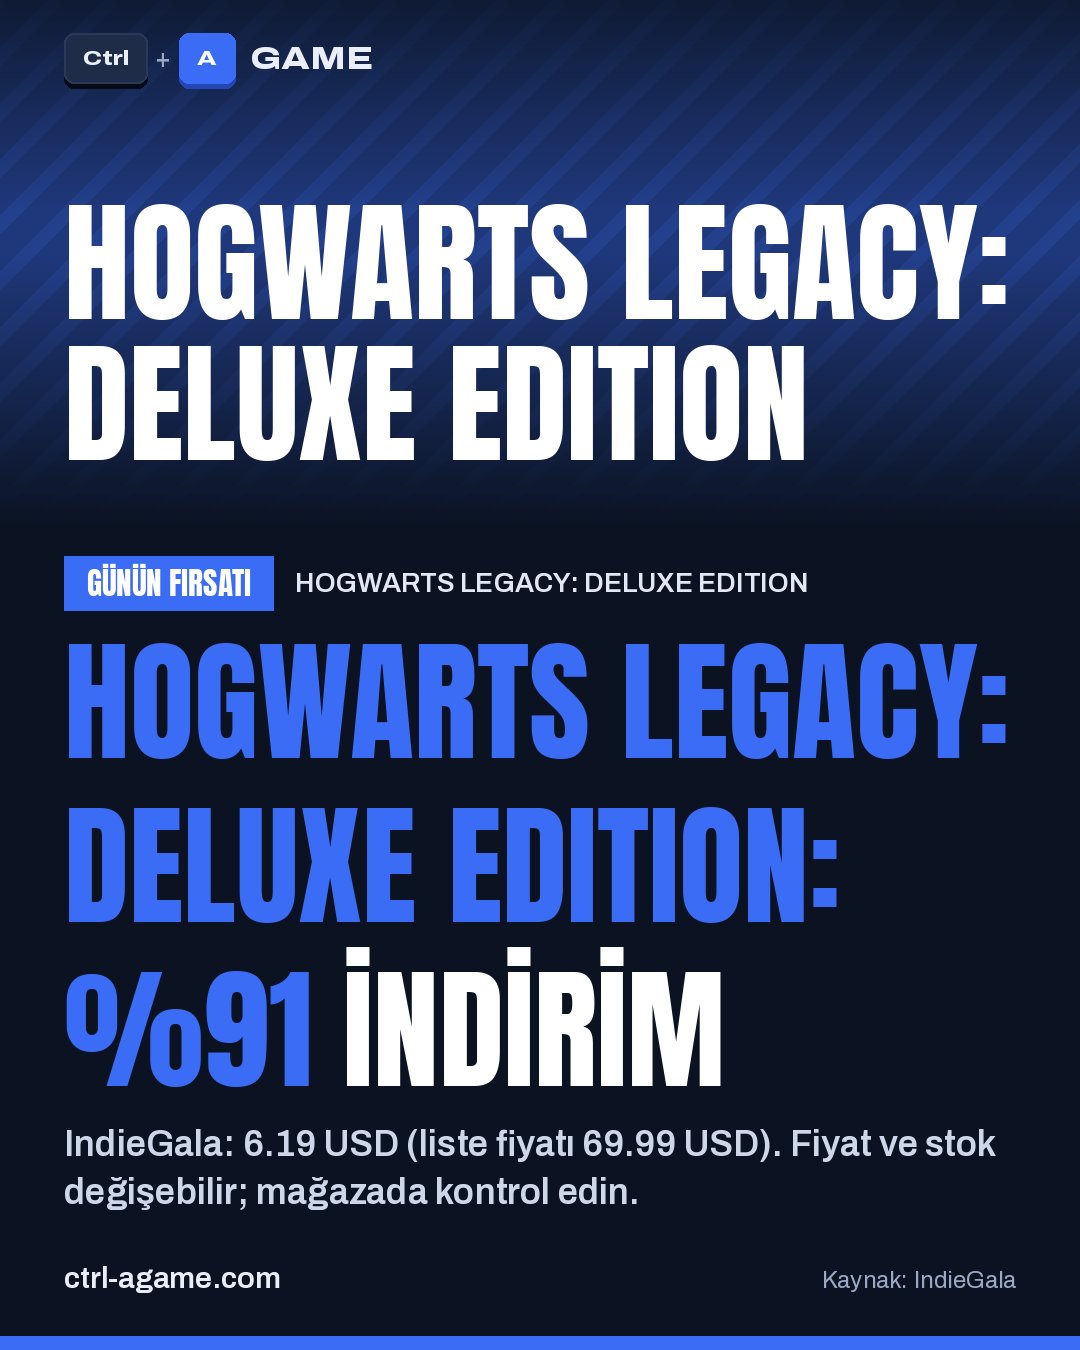 Ctrl + A GAME
HOGWARTS LEGACY:
DELUXE EDITION
GÜNÜN FIRSATI HOGWARTS LEGACY: DELUXE EDITION
HOGWARTS LEGACY:
DELUXE EDITION:
%91 İNDİRİM
IndieGala: 6.19 USD (liste fiyatı 69.99 USD). Fiyat ve stok
değişebilir; mağazada kontrol edin.
ctrl-agame.com Kaynak: IndieGala